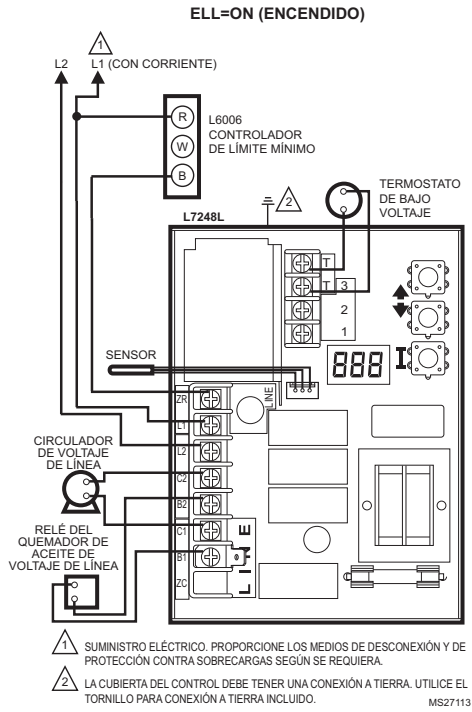 ELL=ON (ENCENDIDO)
1
L2
L1 (CON CORRIENTE)
R
W
B
L6006
CONTROLADOR
DE LÍMITE MÍNIMO
TERMOSTATO
DE BAJO
VOLTAJE
2
L7248L
T
T
3
2
1
SENSOR
888
LINE
ZR
L1
L2
C2
B2
C1
B1
ZC
LINE
CIRCULADOR
DE VOLTAJE
DE LÍNEA
RELÉ DEL
QUEMADOR DE
ACEITE DE
VOLTAJE DE LÍNEA
1 SUMINISTRO ELÉCTRICO. PROPORCIONE LOS MEDIOS DE DESCONEXIÓN Y DE
PROTECCIÓN CONTRA SOBRECARGAS SEGÚN SE REQUIERA.
2 LA CUBIERTA DEL CONTROL DEBE TENER UNA CONEXIÓN A TIERRA. UTILICE EL
TORNILLO PARA CONEXIÓN A TIERRA INCLUIDO.
MS27113